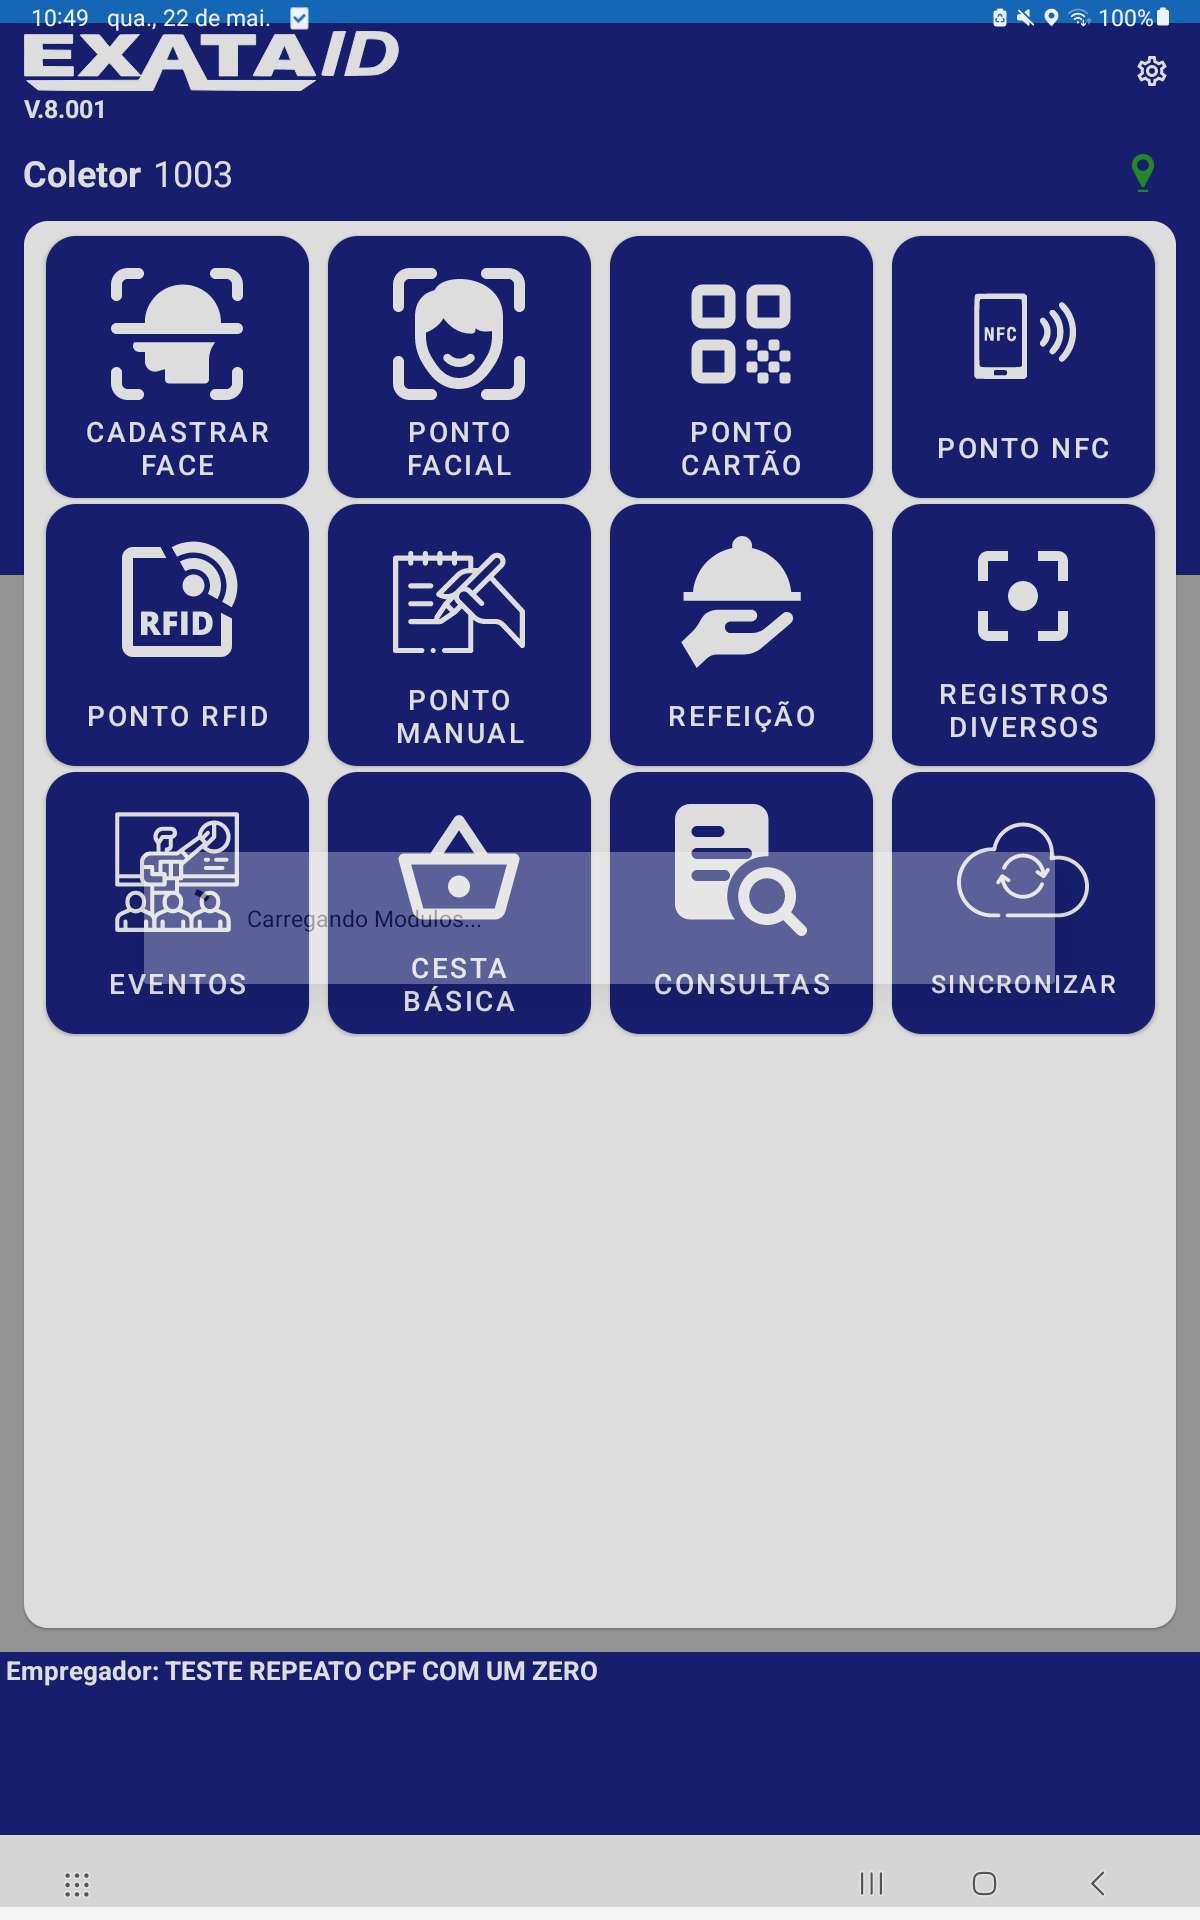 10:49 qua., 22 de mai. 100%
EXATAID
V.8.001
Coletor 1003
CADASTRAR
FACE
PONTO
FACIAL
PONTO
CARTÃO
NFC
PONTO NFC
RFID
PONTO RFID
PONTO
MANUAL
REFEIÇÃO
REGISTROS
DIVERSOS
Carregando Modulos...
EVENTOS
CESTA
BÁSICA
CONSULTAS
SINCRONIZAR
Empregador: TESTE REPEATO CPF COM UM ZERO